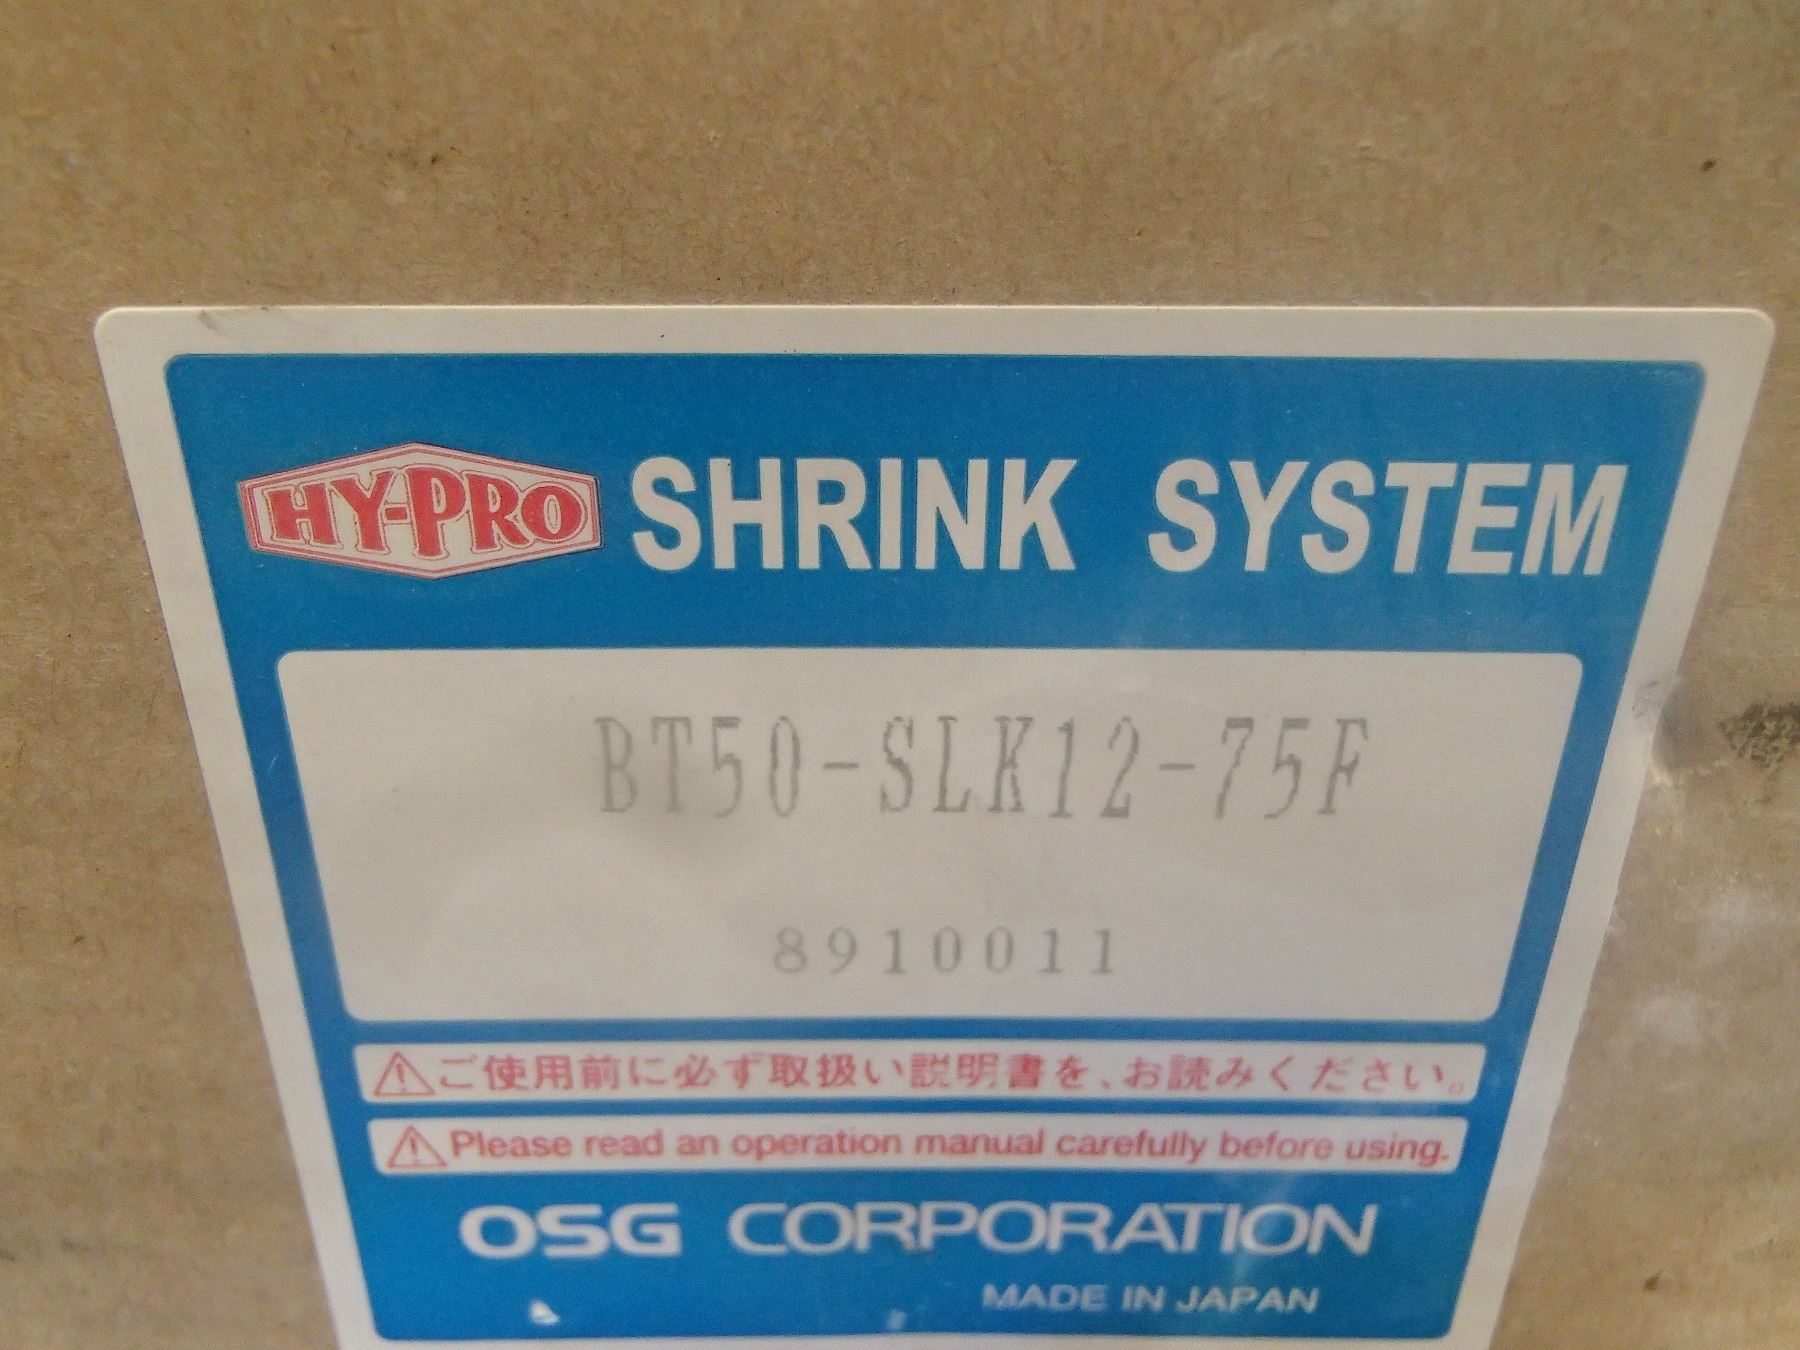 HY-PRO SHRINK SYSTEM
BT50-SLK12-75F
8910011
ご使用前に必ず取扱い説明書を、お読みください。
Please read an operation manual carefully before using.
OSG CORPORATION
MADE IN JAPAN